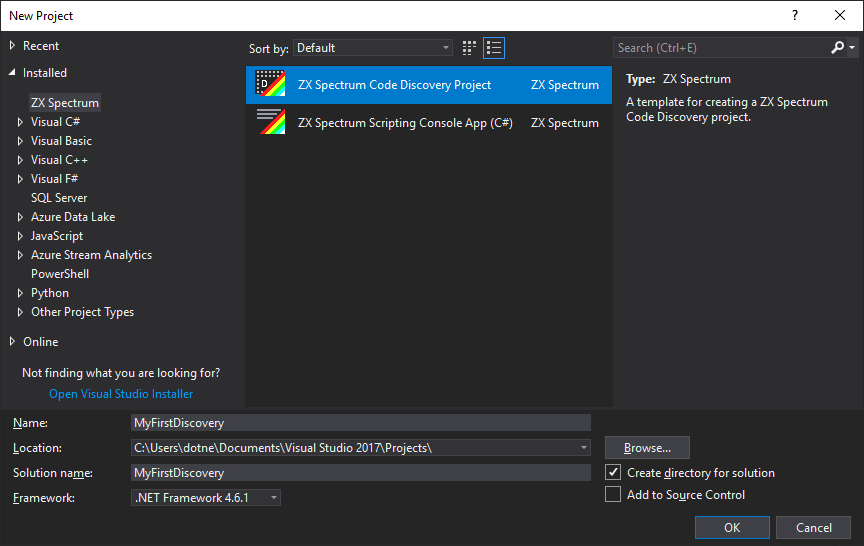 New Project
?
Recent
Installed
ZX Spectrum
Visual C#
Visual Basic
Visual C++
Visual F#
SQL Server
Azure Data Lake
JavaScript
Azure Stream Analytics
PowerShell
Python
Other Project Types
Online
Not finding what you are looking for?
Open Visual Studio Installer
Sort by: Default
D ZX Spectrum Code Discovery Project ZX Spectrum
ZX Spectrum Scripting Console App (C#) ZX Spectrum
Search (Ctrl+E)
Type: ZX Spectrum
A template for creating a ZX Spectrum
Code Discovery project.
Name: MyFirstDiscovery
Location: C:\Users\dotne\Documents\Visual Studio 2017\Projects\
Browse...
Solution name: MyFirstDiscovery
Create directory for solution
Framework: .NET Framework 4.6.1
Add to Source Control
OK
Cancel